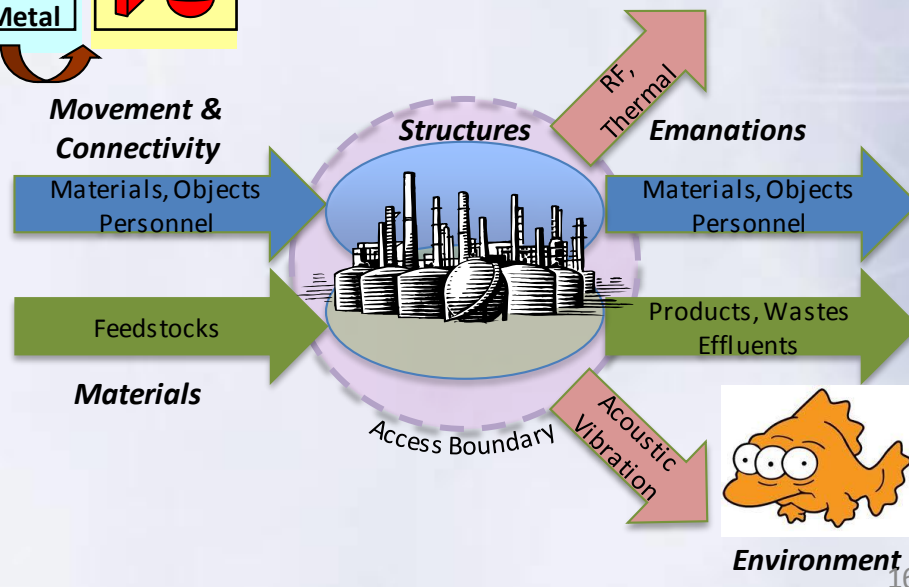 Metal
Movement &
Connectivity
Structures
RF,
Thermal
Emanations
Materials, Objects
Personnel
Materials, Objects
Personnel
Feedstocks
Products, Wastes
Effluents
Materials
Access Boundary
Acoustic
Vibration
Environment
16